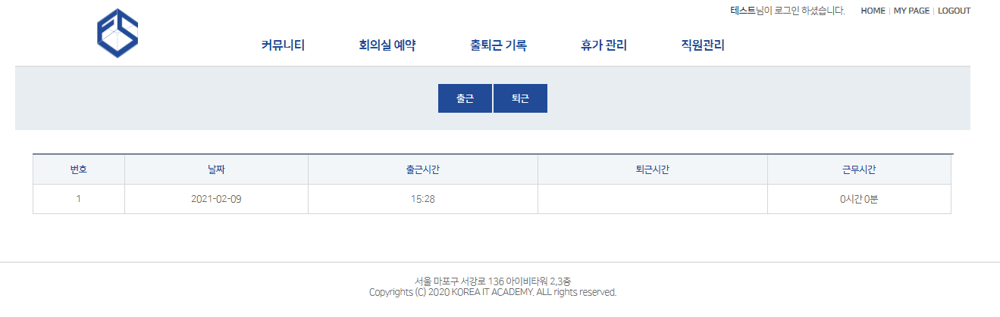 테스트님이 로그인 하셨습니다. HOME | MY PAGE | LOGOUT
커뮤니티 회의실 예약 출퇴근 기록 휴가 관리 직원관리
출근 퇴근
번호 날짜 출근시간 퇴근시간 근무시간
1 2021-02-09 15:28 0시간 0분
서울 마포구 서강로 136 아이비타워 2,3층
Copyrights (C) 2020 KOREA IT ACADEMY. ALL rights reserved.